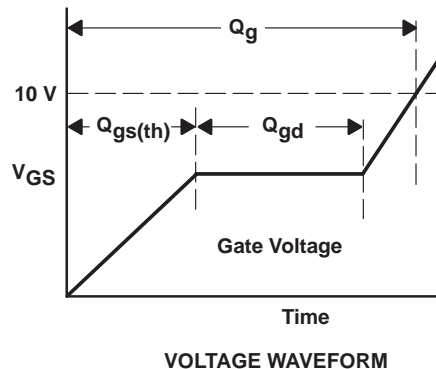 Qg
10 V
Qgs(th)
Qgd
VGS
Gate Voltage
Time
VOLTAGE WAVEFORM